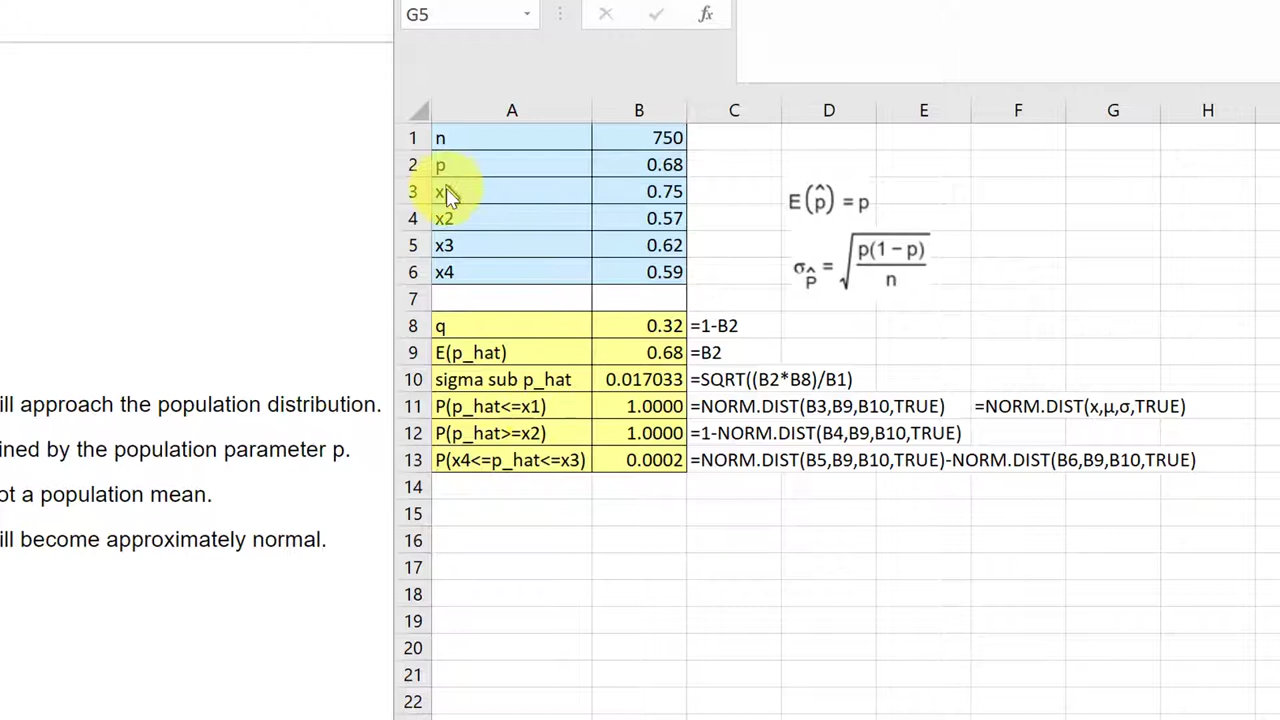 G5 fx
A B C D E F G H
1 n 750
2 p 0.68
3 x 0.75
E(p̂) = p
4 x2 0.57
5 x3 0.62
σp̂ = √(p(1 − p)/n)
6 x4 0.59
7
8 q 0.32 =1-B2
9 E(p_hat) 0.68 =B2
10 sigma sub p_hat 0.017033 =SQRT((B2*B8)/B1)
11 P(p_hat<=x1) 1.0000 =NORM.DIST(B3,B9,B10,TRUE) =NORM.DIST(x,μ,σ,TRUE)
ill approach the population distribution.
12 P(p_hat>=x2) 1.0000 =1-NORM.DIST(B4,B9,B10,TRUE)
ined by the population parameter p.
13 P(x4<=p_hat<=x3) 0.0002 =NORM.DIST(B5,B9,B10,TRUE)-NORM.DIST(B6,B9,B10,TRUE)
14
ot a population mean.
15
16
ill become approximately normal.
17
18
19
20
21
22